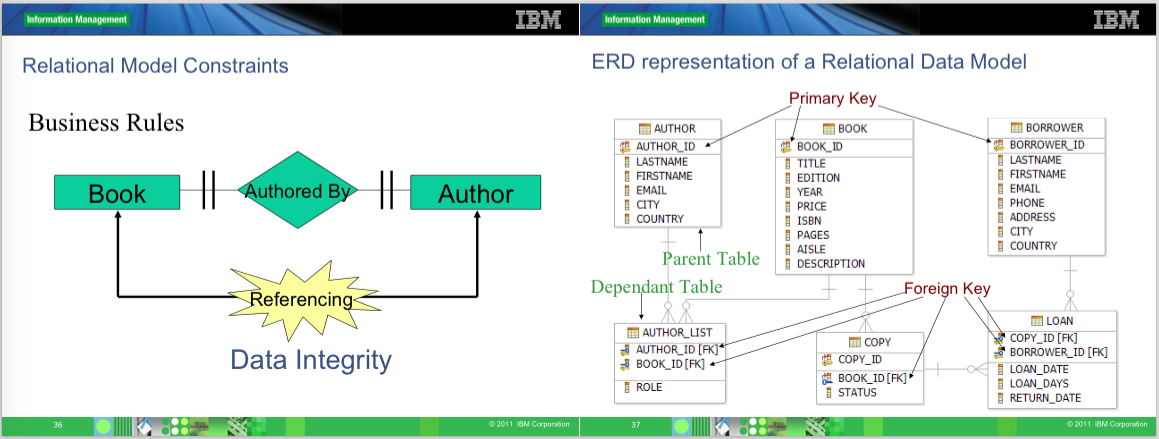 Information Management
IBM
Relational Model Constraints
Business Rules
Book
Authored By
Author
Referencing
Data Integrity
36
© 2011 IBM Corporation
Information Management
IBM
ERD representation of a Relational Data Model
Primary Key
AUTHOR
AUTHOR_ID
LASTNAME
FIRSTNAME
EMAIL
CITY
COUNTRY
BOOK
BOOK_ID
TITLE
EDITION
YEAR
PRICE
ISBN
PAGES
AISLE
DESCRIPTION
BORROWER
BORROWER_ID
LASTNAME
FIRSTNAME
EMAIL
PHONE
ADDRESS
CITY
COUNTRY
Parent Table
Dependant Table
Foreign Key
AUTHOR_LIST
AUTHOR_ID [FK]
BOOK_ID [FK]
ROLE
COPY
COPY_ID
BOOK_ID [FK]
STATUS
LOAN
COPY_ID [FK]
BORROWER_ID [FK]
LOAN_DATE
LOAN_DAYS
RETURN_DATE
37
© 2011 IBM Corporation